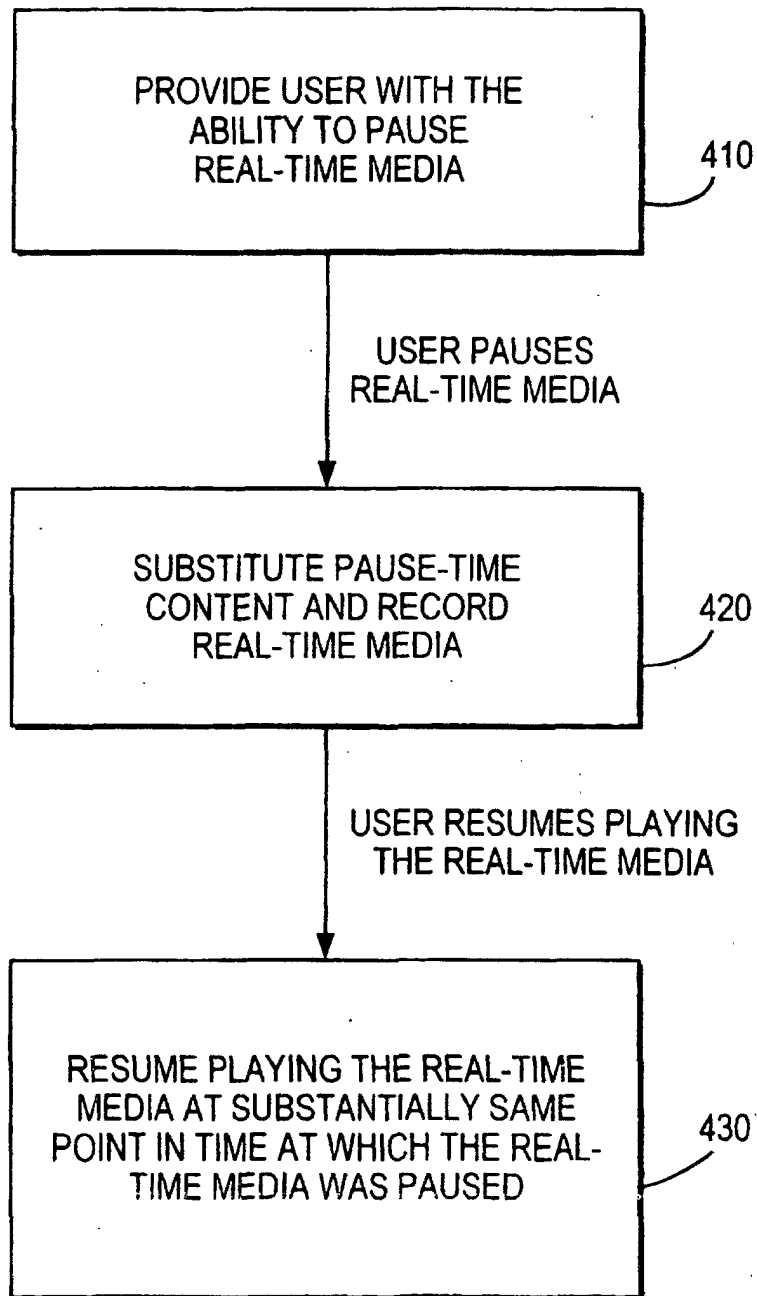 PROVIDE USER WITH THE
ABILITY TO PAUSE
REAL-TIME MEDIA
410
USER PAUSES
REAL-TIME MEDIA
SUBSTITUTE PAUSE-TIME
CONTENT AND RECORD
REAL-TIME MEDIA
420
USER RESUMES PLAYING
THE REAL-TIME MEDIA
RESUME PLAYING THE REAL-TIME
MEDIA AT SUBSTANTIALLY SAME
POINT IN TIME AT WHICH THE REAL-
TIME MEDIA WAS PAUSED
430